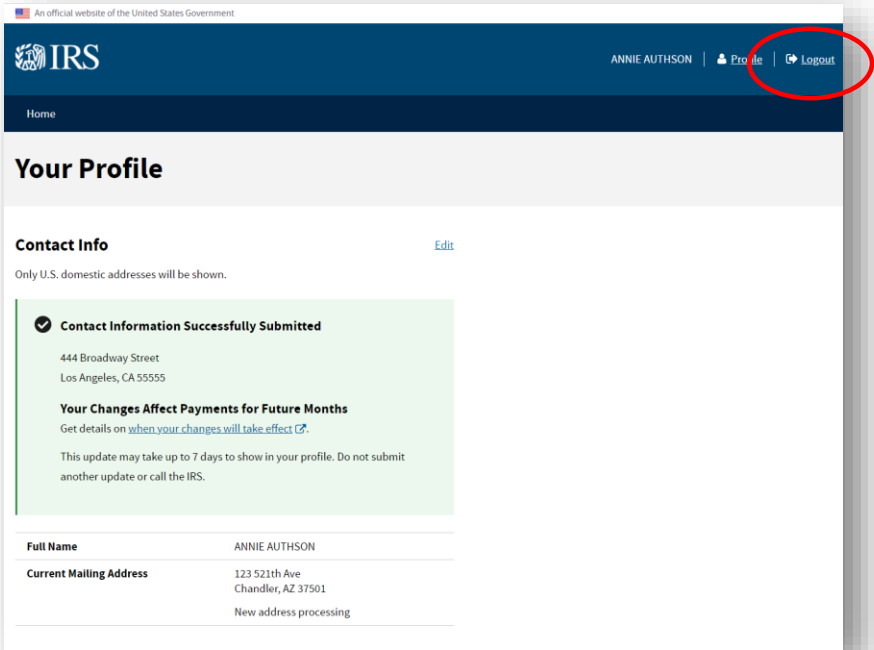 An official website of the United States Government
IRS
ANNIE AUTHSON | Profile | Logout
Home
Your Profile
Contact Info
Edit
Only U.S. domestic addresses will be shown.
Contact Information Successfully Submitted
444 Broadway Street
Los Angeles, CA 55555
Your Changes Affect Payments for Future Months
Get details on when your changes will take effect.
This update may take up to 7 days to show in your profile. Do not submit
another update or call the IRS.
Full Name ANNIE AUTHSON
Current Mailing Address 123 521th Ave
Chandler, AZ 37501
New address processing